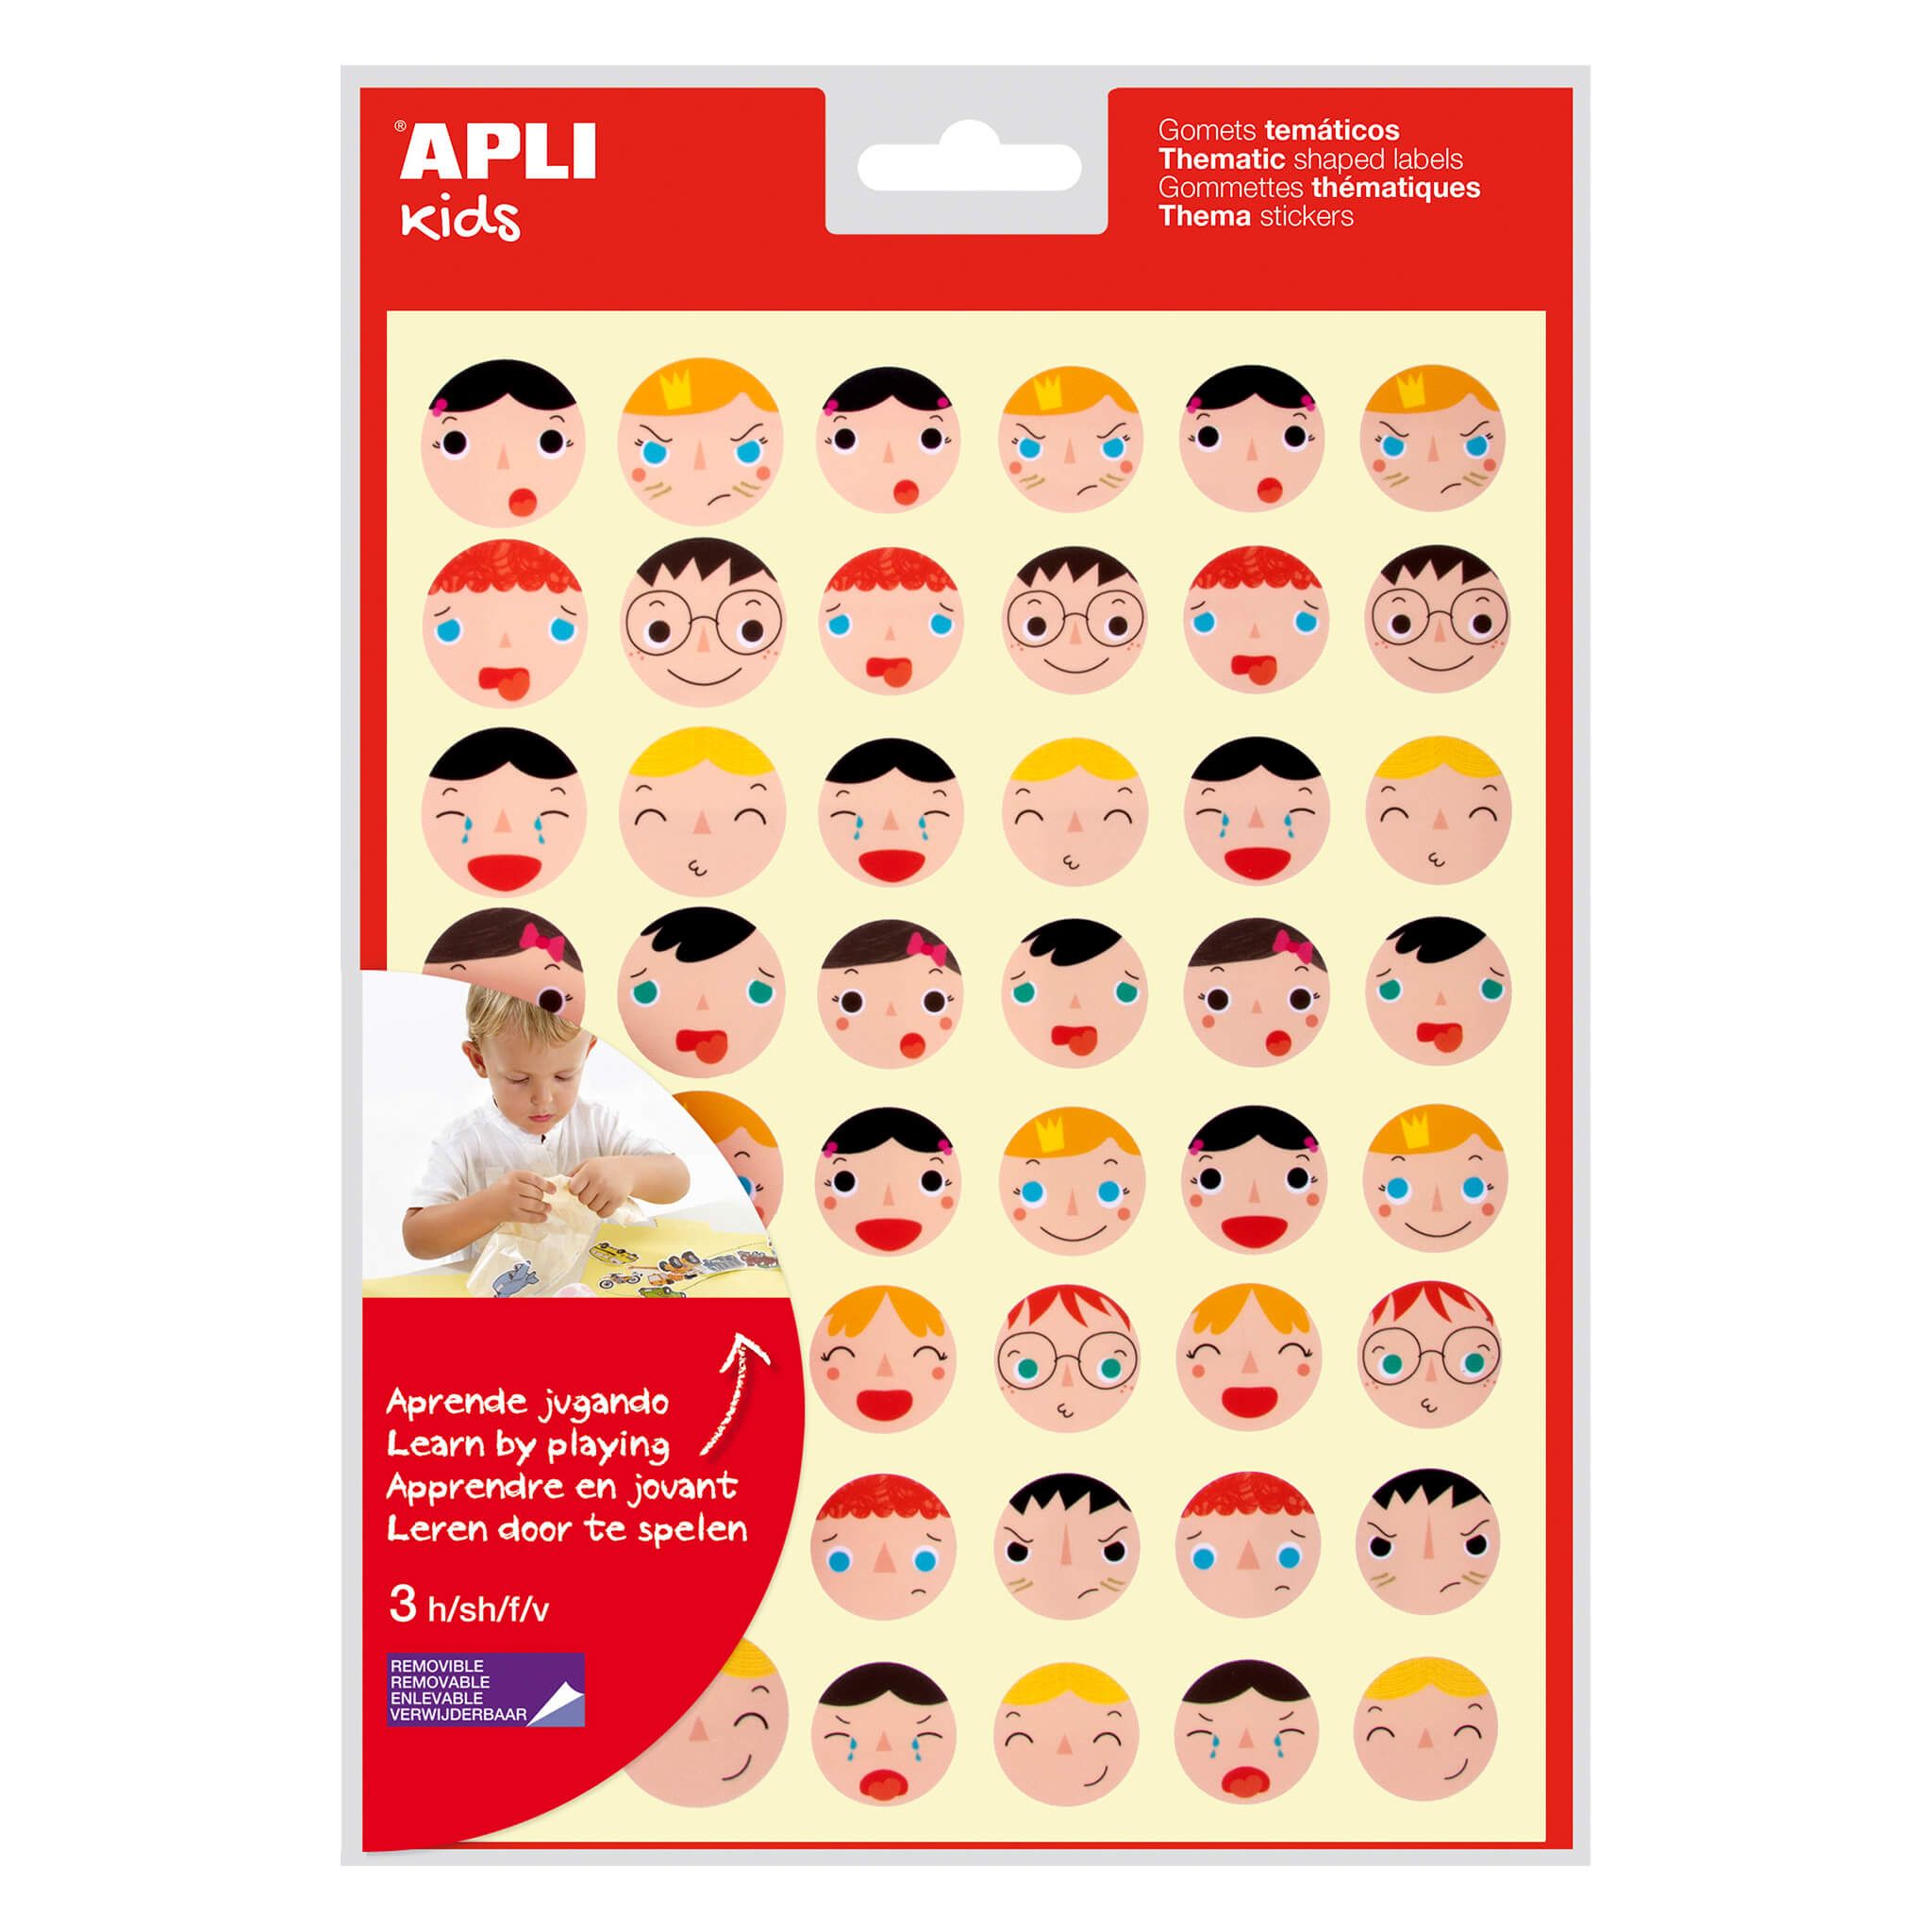 ® APLI
kids
Gomets temáticos
Thematic shaped labels
Gommettes thématiques
Thema stickers
Aprende jugando
Learn by playing
Apprendre en jouant
Leren door te spelen
3 h/sh/f/v
REMOVIBLE
REMOVABLE
ENLEVABLE
VERWIJDERBAAR